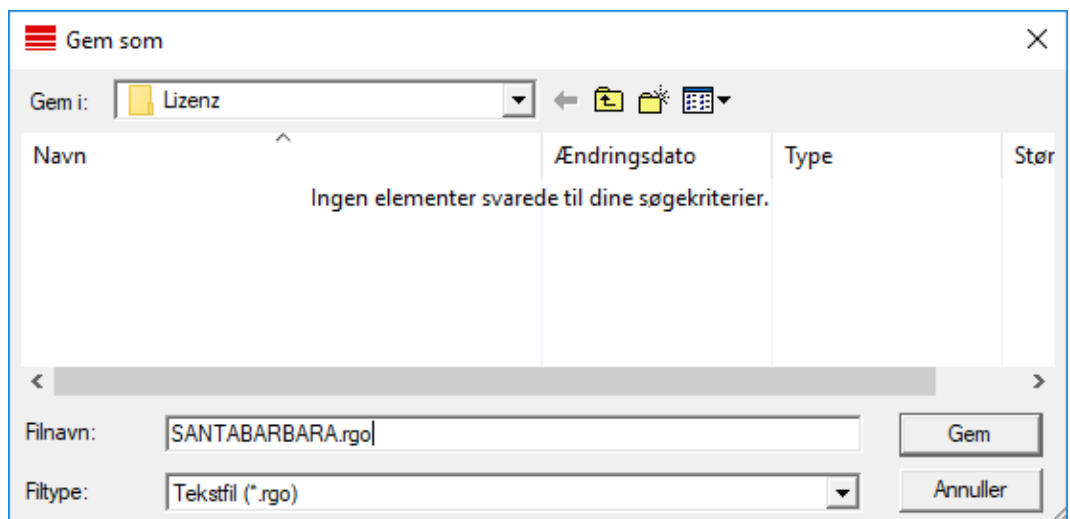 Gem som
Gem i: Lizenz
Navn Ændringsdato Type Stør
Ingen elementer svarede til dine søgekriterier.
Filnavn: SANTABARBARA.rgo Gem
Filtype: Tekstfil (*.rgo) Annuller